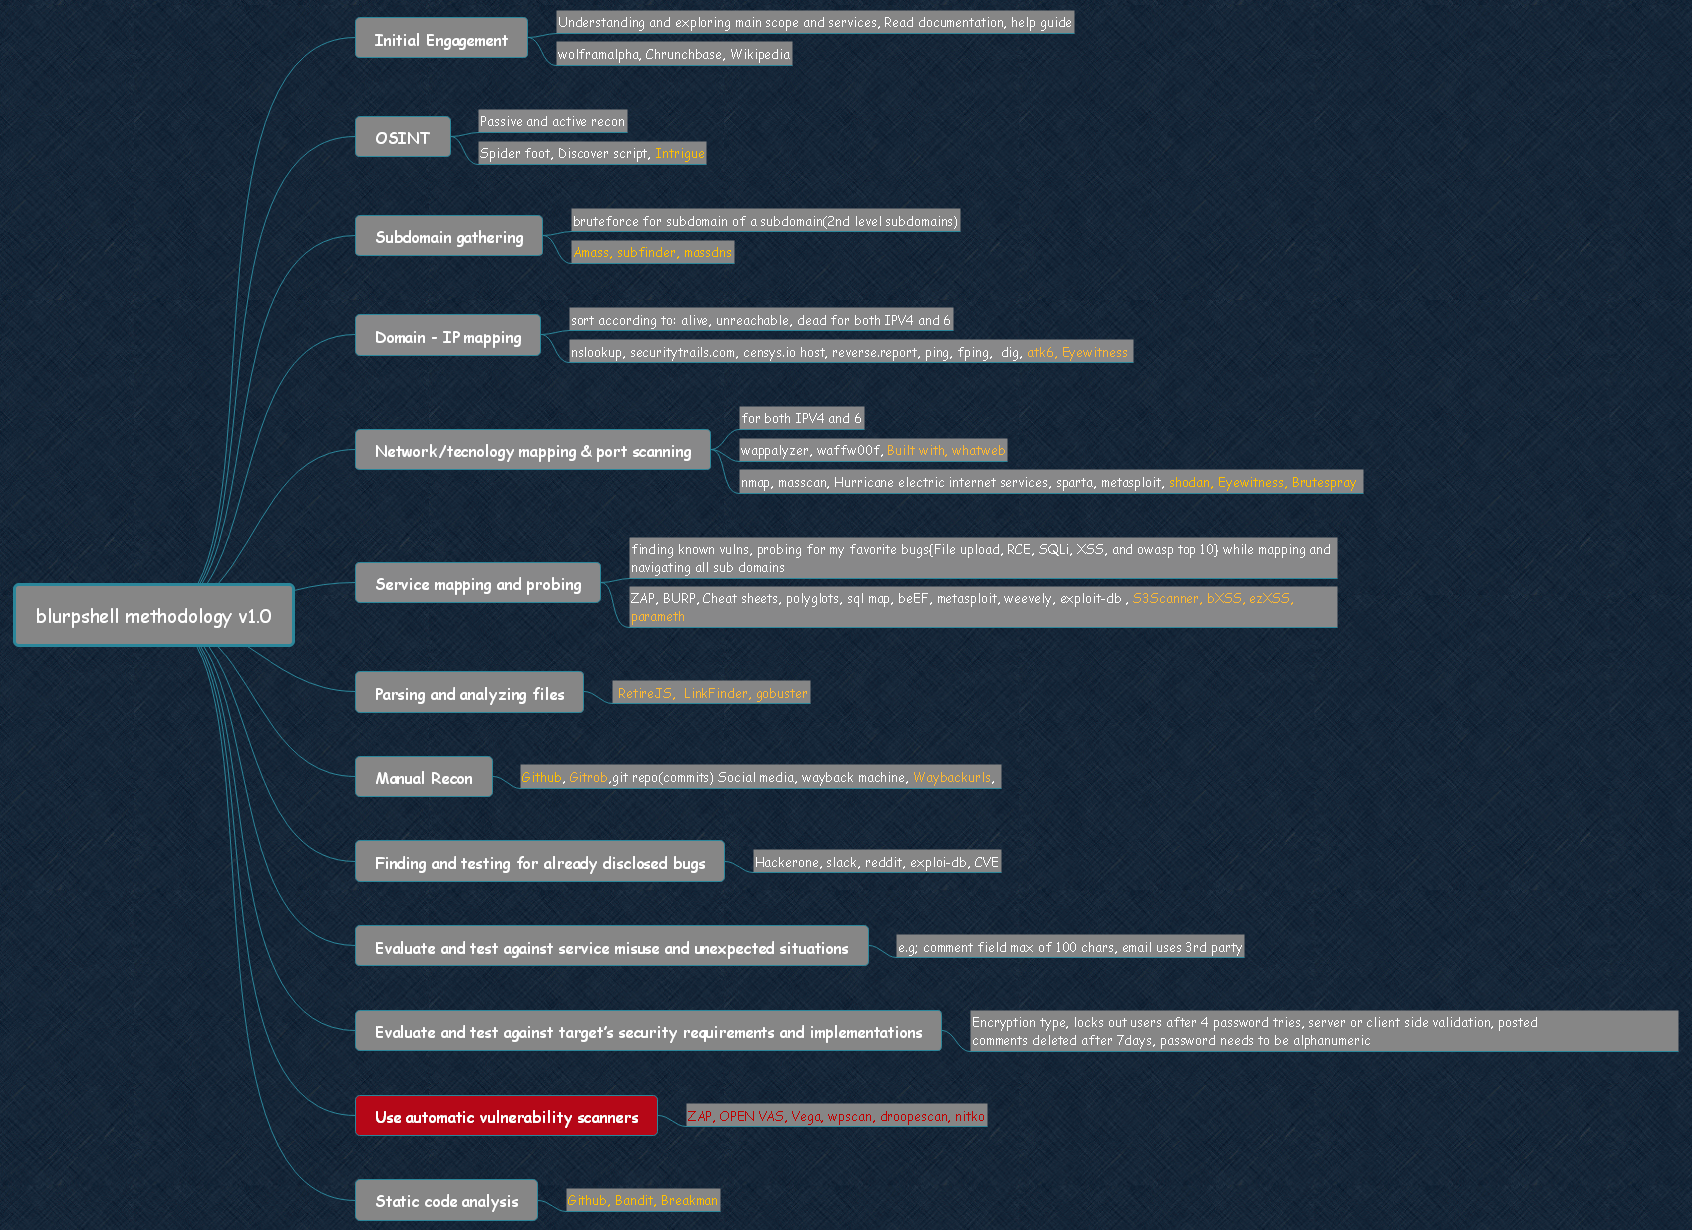 Initial Engagement
Understanding and exploring main scope and services, Read documentation, help guide
wolframalpha, Chrunchbase, Wikipedia
OSINT
Passive and active recon
Spider foot, Discover script, Intrigue
Subdomain gathering
bruteforce for subdomain of a subdomain(2nd level subdomains)
Amass, subfinder, massdns
Domain - IP mapping
sort according to: alive, unreachable, dead for both IPV4 and 6
nslookup, securitytrails.com, censys.io host, reverse.report, ping, fping, dig, atk6, Eyewitness
Network/tecnology mapping & port scanning
for both IPV4 and 6
wappalyzer, waffw00f, Built with, whatweb
nmap, masscan, Hurricane electric internet services, sparta, metasploit, shodan, Eyewitness, Brutespray
Service mapping and probing
finding known vulns, probing for my favorite bugs{File upload, RCE, SQLi, XSS, and owasp top 10} while mapping and
navigating all sub domains
ZAP, BURP, Cheat sheets, polyglots, sql map, beEF, metasploit, weevely, exploit-db , S3Scanner, bXSS, ezXSS,
parameth
blurpshell methodology v1.0
Parsing and analyzing files
RetireJS, LinkFinder, gobuster
Manual Recon
Github, Gitrob,git repo(commits) Social media, wayback machine, Waybackurls,
Finding and testing for already disclosed bugs
Hackerone, slack, reddit, exploi-db, CVE
Evaluate and test against service misuse and unexpected situations
e.g; comment field max of 100 chars, email uses 3rd party
Evaluate and test against target's security requirements and implementations
Encryption type, locks out users after 4 password tries, server or client side validation, posted
comments deleted after 7days, password needs to be alphanumeric
Use automatic vulnerability scanners
ZAP, OPEN VAS, Vega, wpscan, droopescan, nitko
Static code analysis
Github, Bandit, Breakman